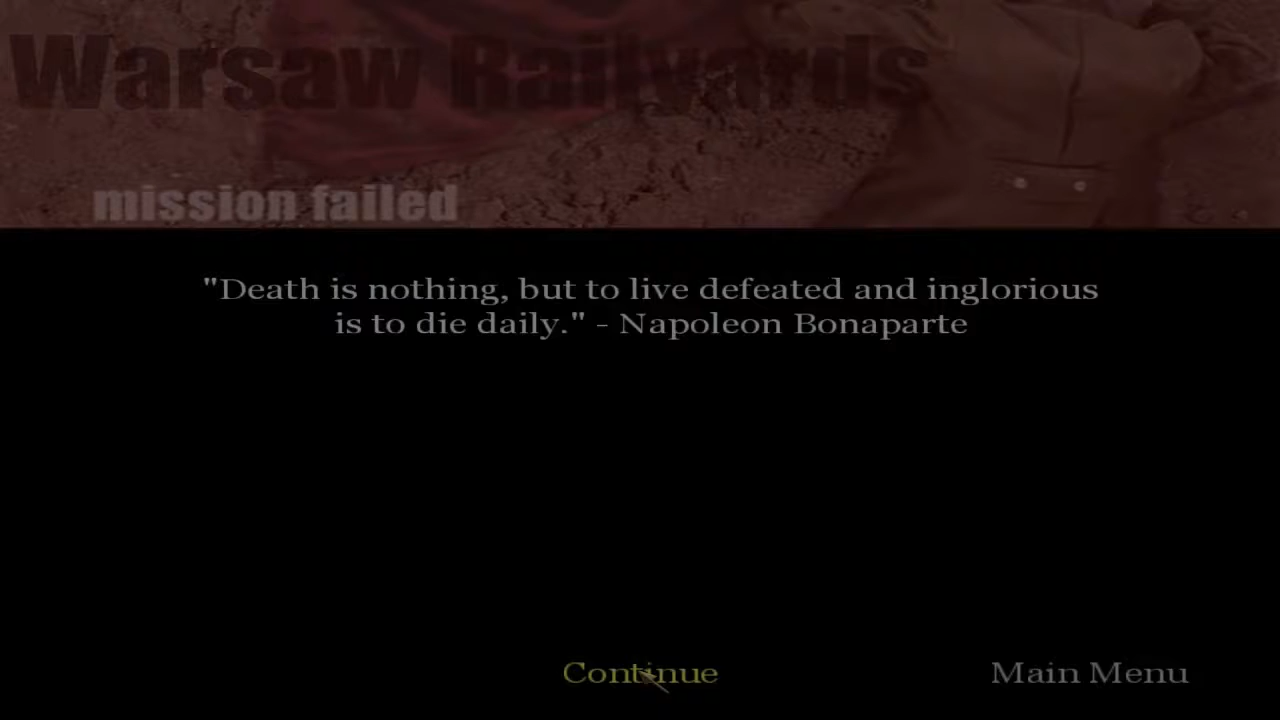 Warsaw Railyards
mission failed
"Death is nothing, but to live defeated and inglorious
is to die daily." - Napoleon Bonaparte
Continue
Main Menu